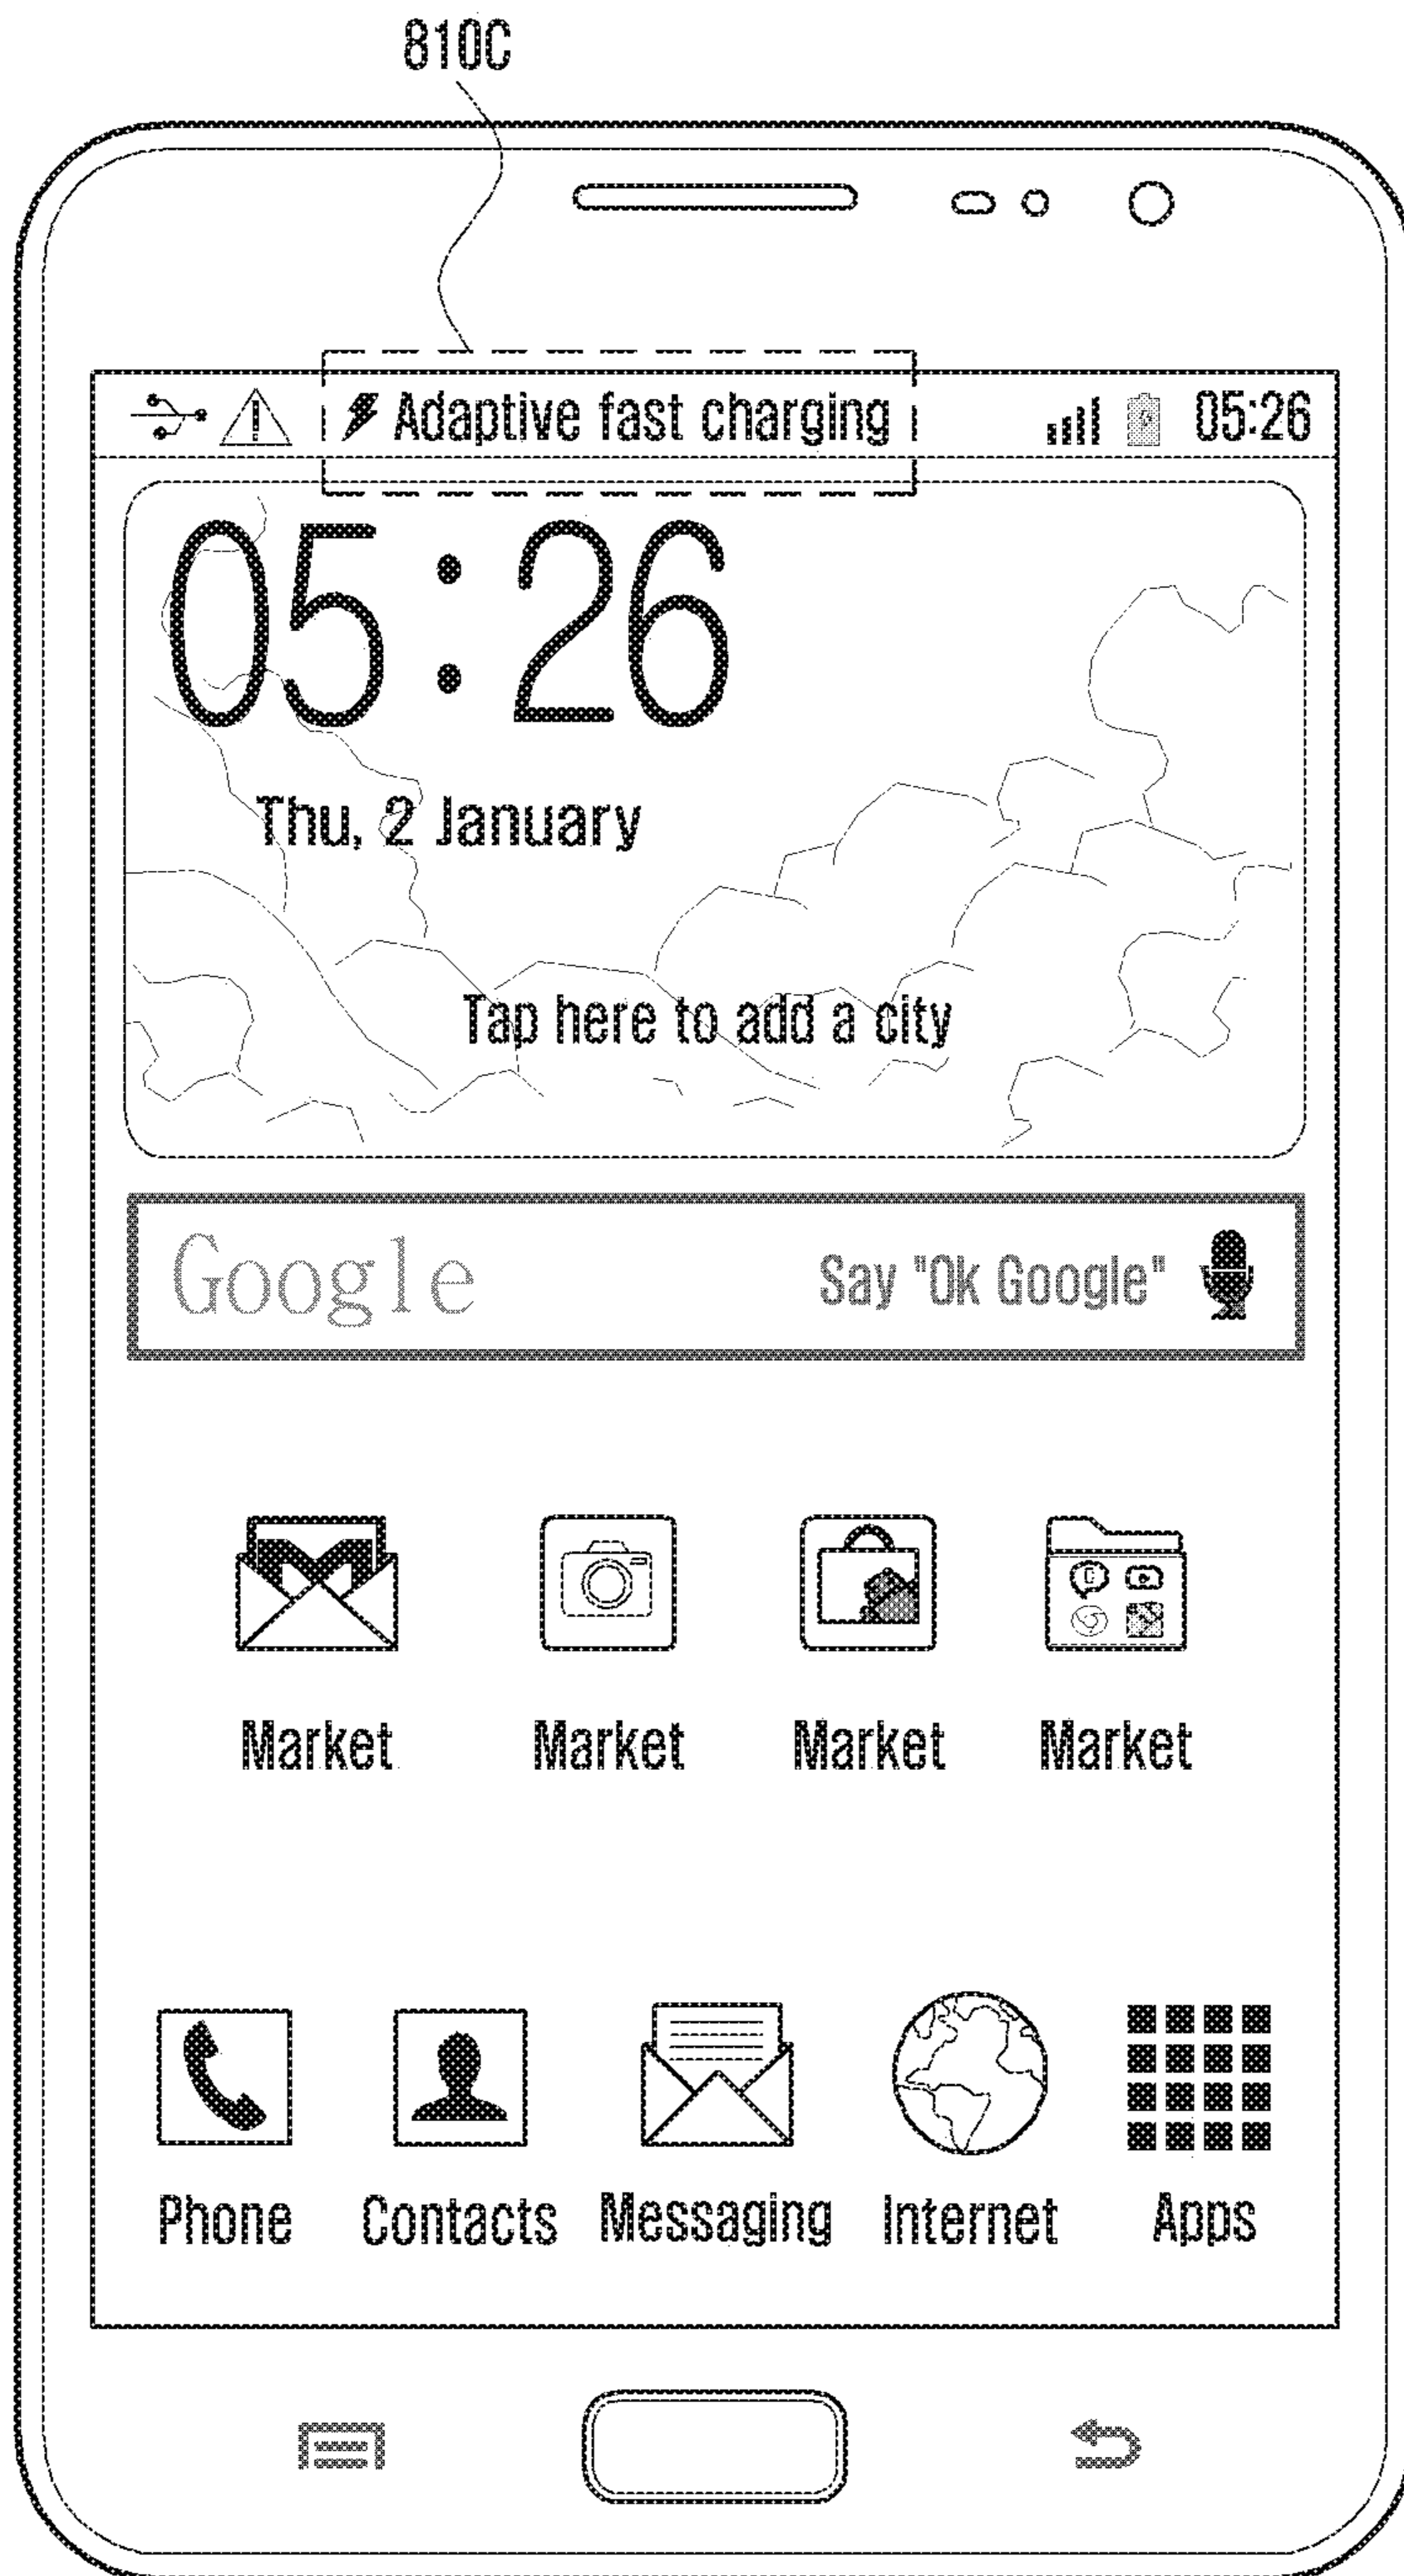 810C
Adaptive fast charging 05:26
05:26
Thu, 2 January
Tap here to add a city
Google Say "Ok Google"
Market Market Market Market
Phone Contacts Messaging Internet Apps